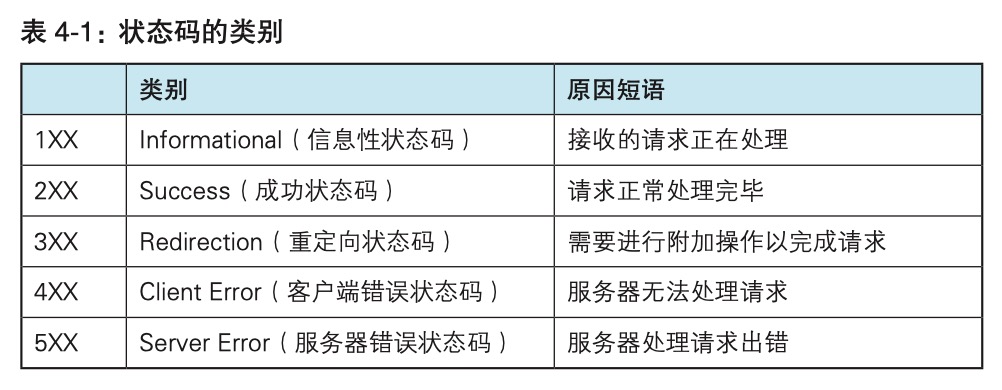 表 4-1：状态码的类别
类别 原因短语
1XX Informational（信息性状态码） 接收的请求正在处理
2XX Success（成功状态码） 请求正常处理完毕
3XX Redirection（重定向状态码） 需要进行附加操作以完成请求
4XX Client Error（客户端错误状态码） 服务器无法处理请求
5XX Server Error（服务器错误状态码） 服务器处理请求出错